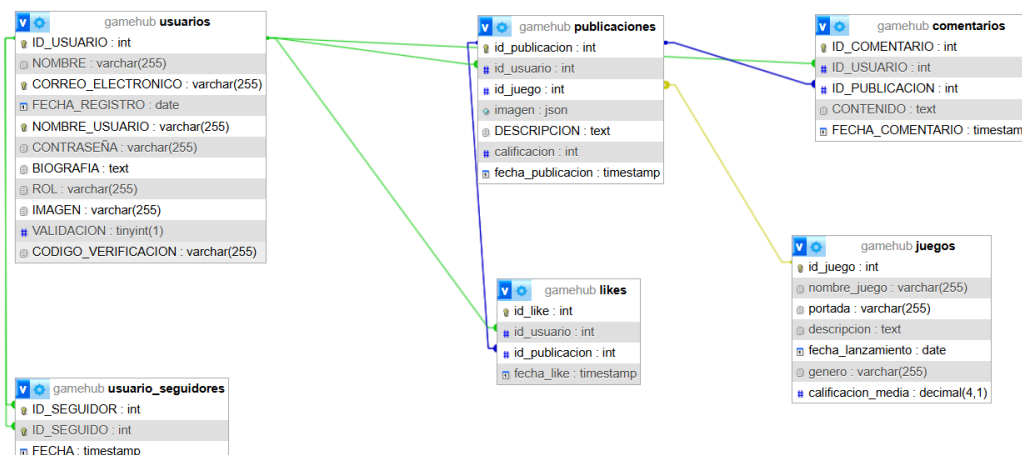 gamehub usuarios
ID_USUARIO : int
NOMBRE : varchar(255)
CORREO_ELECTRONICO : varchar(255)
FECHA_REGISTRO : date
NOMBRE_USUARIO : varchar(255)
CONTRASEÑA : varchar(255)
BIOGRAFIA : text
ROL : varchar(255)
IMAGEN : varchar(255)
VALIDACION : tinyint(1)
CODIGO_VERIFICACION : varchar(255)
gamehub publicaciones
id_publicacion : int
id_usuario : int
id_juego : int
imagen : json
DESCRIPCION : text
calificacion : int
fecha_publicacion : timestamp
gamehub comentarios
ID_COMENTARIO : int
ID_USUARIO : int
ID_PUBLICACION : int
CONTENIDO : text
FECHA_COMENTARIO : timestam
gamehub juegos
id_juego : int
nombre_juego : varchar(255)
portada : varchar(255)
descripcion : text
fecha_lanzamiento : date
genero : varchar(255)
calificacion_media : decimal(4,1)
gamehub likes
id_like : int
id_usuario : int
id_publicacion : int
fecha_like : timestamp
gamehub usuario_seguidores
ID_SEGUIDOR : int
ID_SEGUIDO : int
FECHA : timestamp